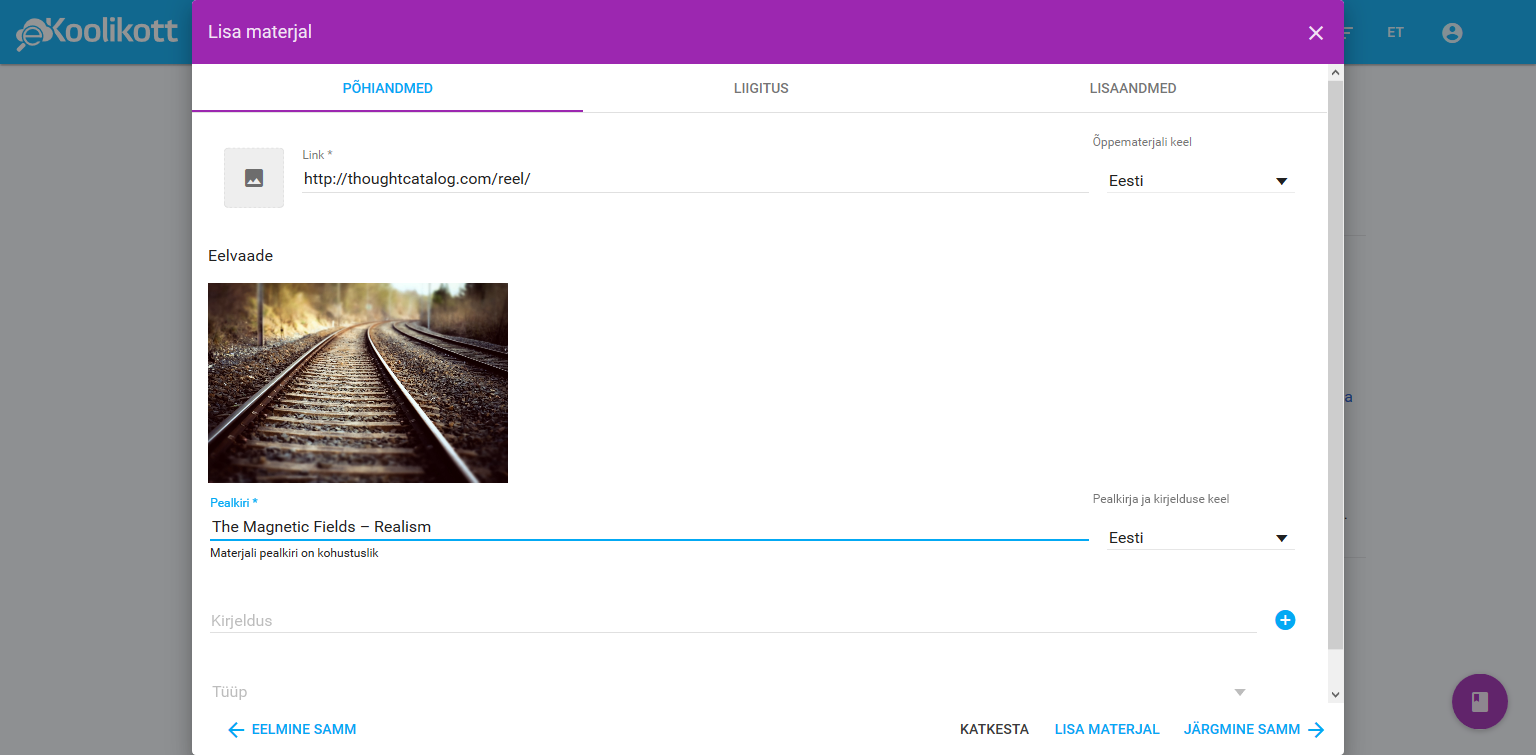 eKoolikott
Lisa materjal
ET
PÕHIANDMED
LIIGITUS
LISAANDMED
Link *
Õppematerjali keel
http://thoughtcatalog.com/reel/
Eesti
Eelvaade
Pealkiri *
Pealkirja ja kirjelduse keel
The Magnetic Fields – Realism
Eesti
Materjali pealkiri on kohustuslik
Kirjeldus
Tüüp
EELMINE SAMM
KATKESTA
LISA MATERJAL
JÄRGMINE SAMM